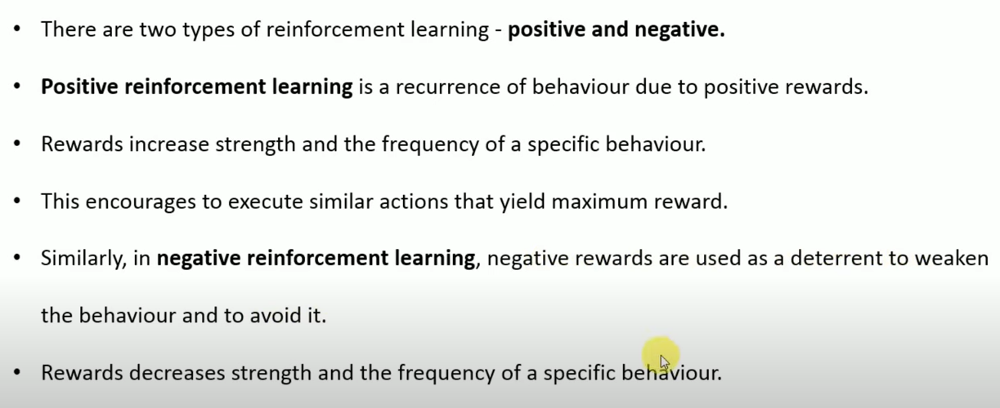 • There are two types of reinforcement learning - positive and negative.
• Positive reinforcement learning is a recurrence of behaviour due to positive rewards.
• Rewards increase strength and the frequency of a specific behaviour.
• This encourages to execute similar actions that yield maximum reward.
• Similarly, in negative reinforcement learning, negative rewards are used as a deterrent to weaken
the behaviour and to avoid it.
• Rewards decreases strength and the frequency of a specific behaviour.